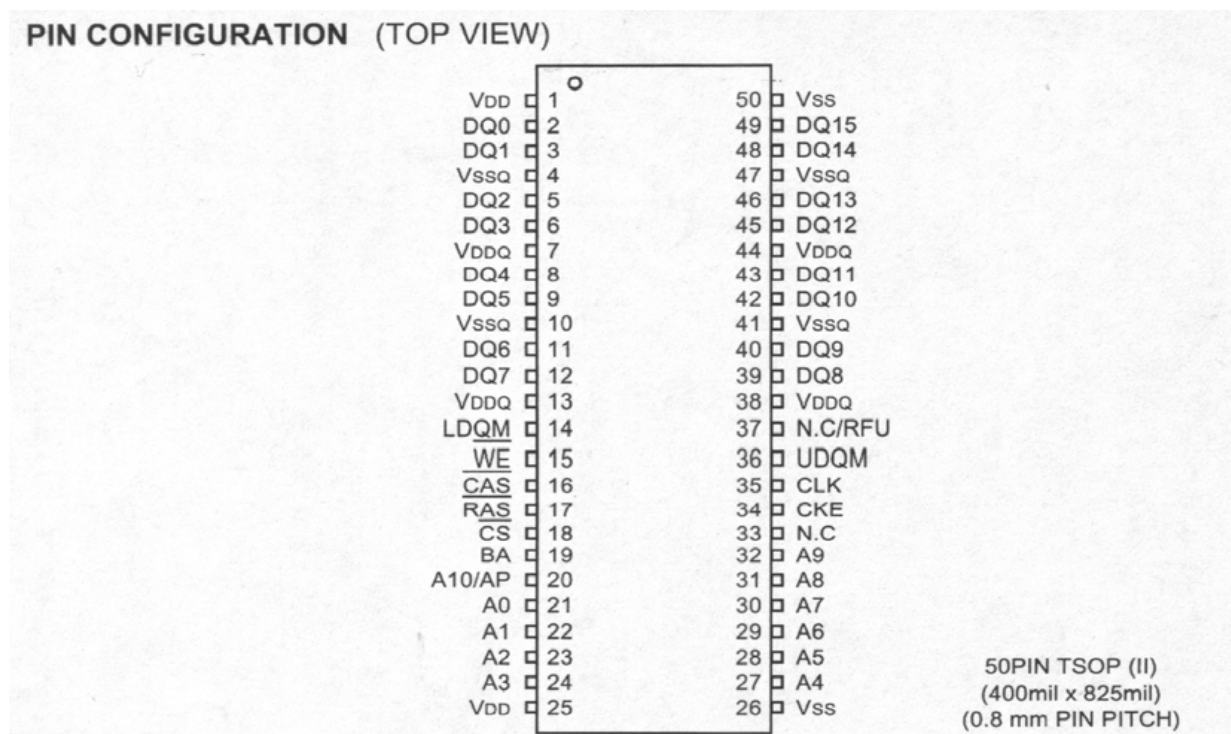 PIN CONFIGURATION (TOP VIEW)
VDD 1 50 VSS
DQ0 2 49 DQ15
DQ1 3 48 DQ14
VSSQ 4 47 VSSQ
DQ2 5 46 DQ13
DQ3 6 45 DQ12
VDDQ 7 44 VDDQ
DQ4 8 43 DQ11
DQ5 9 42 DQ10
VSSQ 10 41 VSSQ
DQ6 11 40 DQ9
DQ7 12 39 DQ8
VDDQ 13 38 VDDQ
LDQM 14 37 N.C/RFU
WE 15 36 UDQM
CAS 16 35 CLK
RAS 17 34 CKE
CS 18 33 N.C
BA 19 32 A9
A10/AP 20 31 A8
A0 21 30 A7
A1 22 29 A6
A2 23 28 A5
A3 24 27 A4
VDD 25 26 VSS
50PIN TSOP (II)
(400mil x 825mil)
(0.8 mm PIN PITCH)